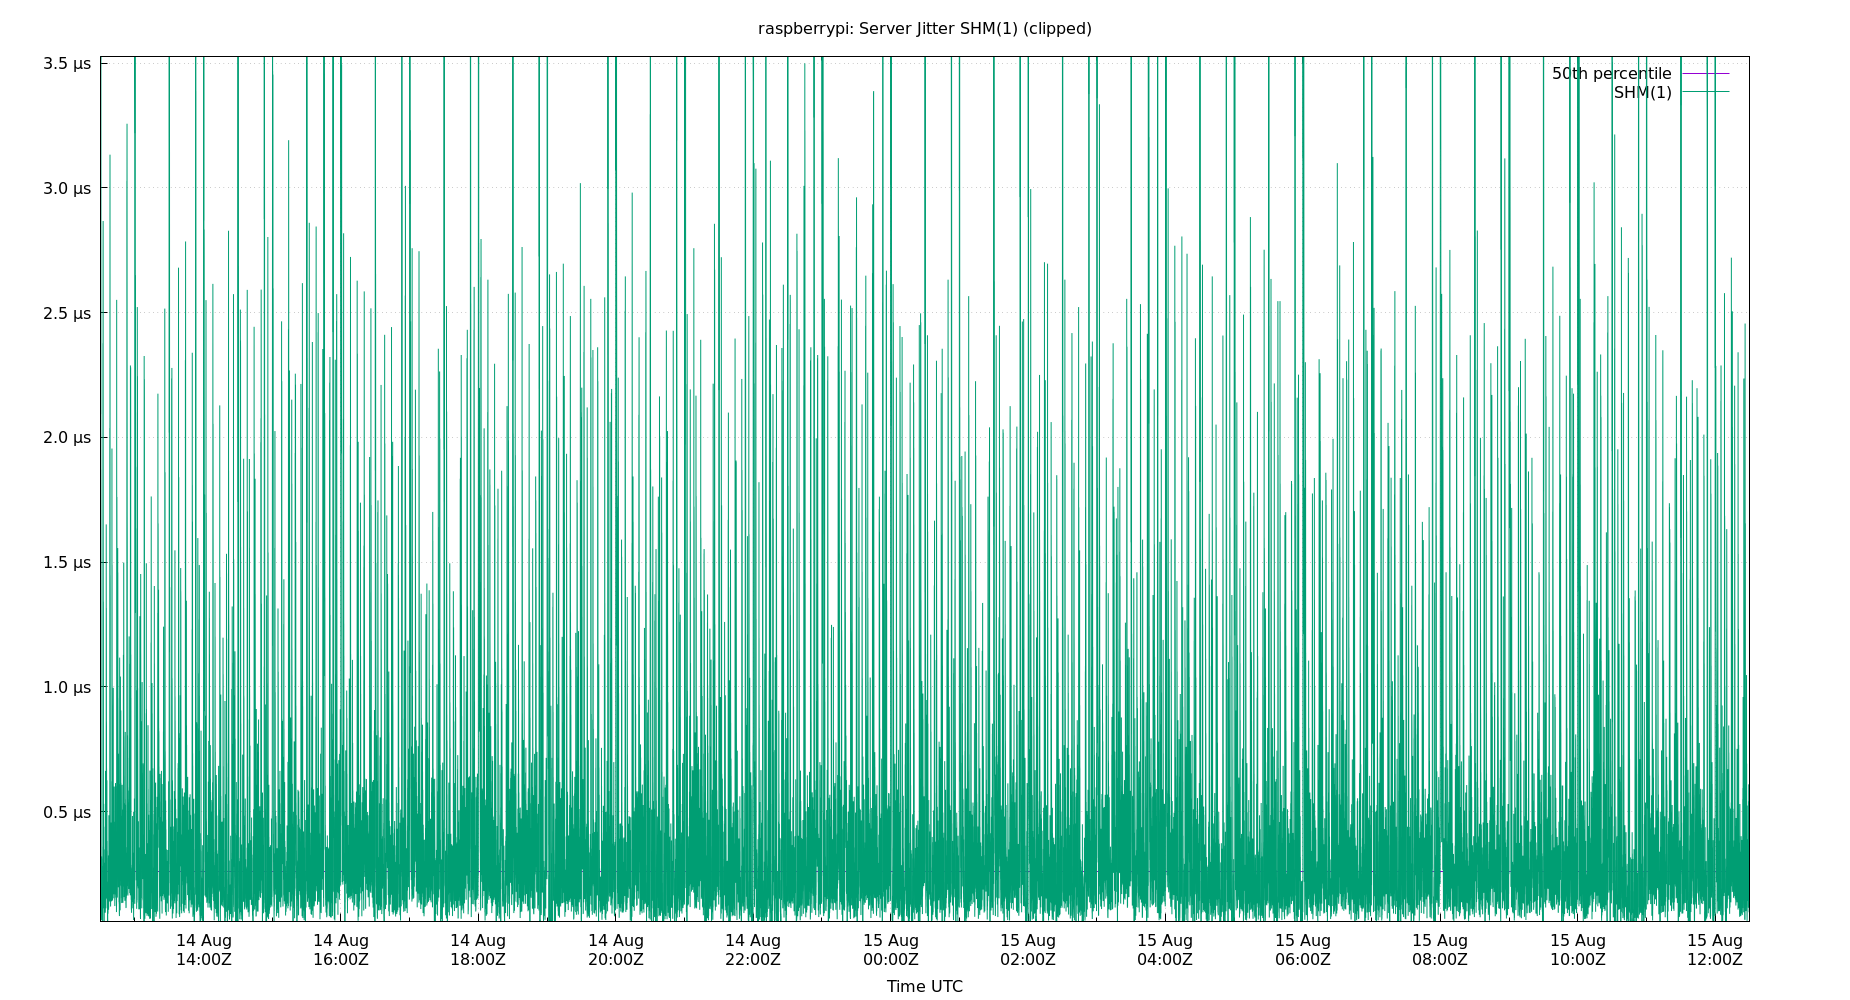 raspberrypi: Server Jitter SHM(1) (clipped)
3.5 μs
3.0 μs
2.5 μs
2.0 μs
1.5 μs
1.0 μs
0.5 μs
50th percentile
SHM(1)
14 Aug 14 Aug 14 Aug 14 Aug 14 Aug 15 Aug 15 Aug 15 Aug 15 Aug 15 Aug 15 Aug 15 Aug
14:00Z 16:00Z 18:00Z 20:00Z 22:00Z 00:00Z 02:00Z 04:00Z 06:00Z 08:00Z 10:00Z 12:00Z
Time UTC